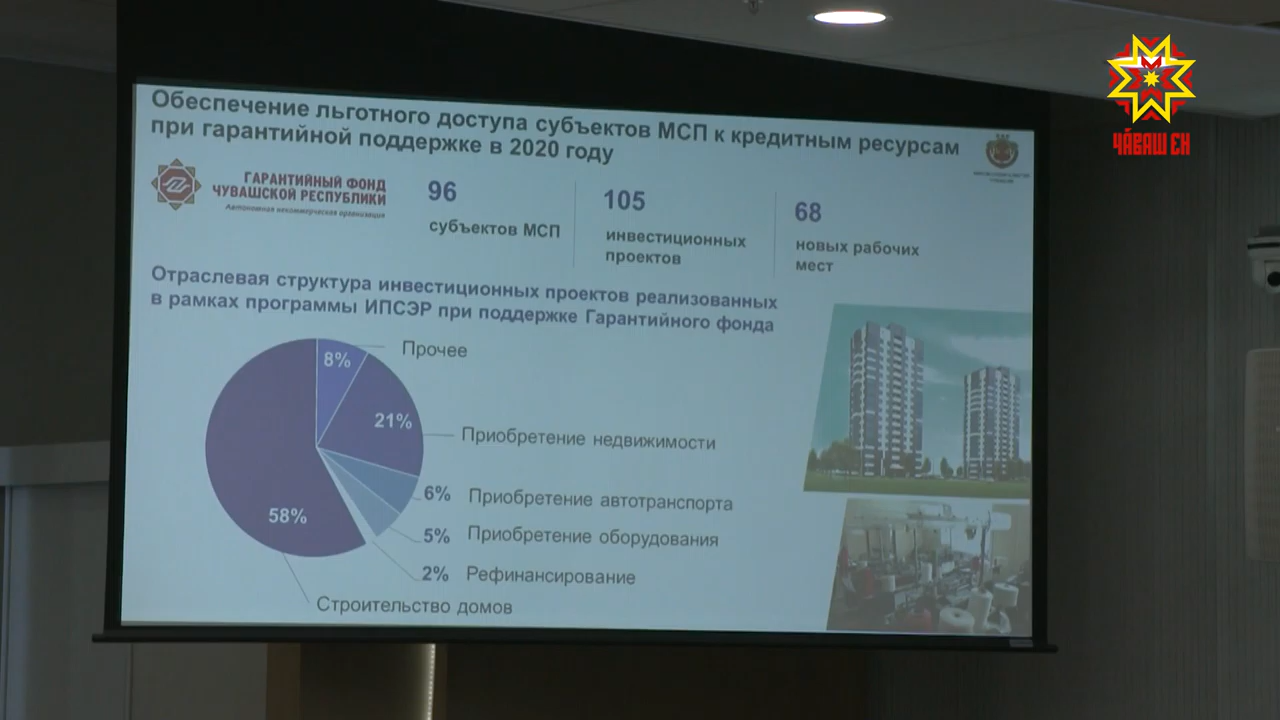 Обеспечение льготного доступа субъектов МСП к кредитным ресурсам
при гарантийной поддержке в 2020 году
ЧӐВАШ ЕН
ГАРАНТИЙНЫЙ ФОНД
ЧУВАШСКОЙ РЕСПУБЛИКИ
Автономная некоммерческая организация
96
субъектов МСП
105
инвестиционных
проектов
68
новых рабочих
мест
Отраслевая структура инвестиционных проектов реализованных
в рамках программы ИПСЭР при поддержке Гарантийного фонда
8%
Прочее
21%
Приобретение недвижимости
6%
Приобретение автотранспорта
5%
Приобретение оборудования
2%
Рефинансирование
58%
Строительство домов